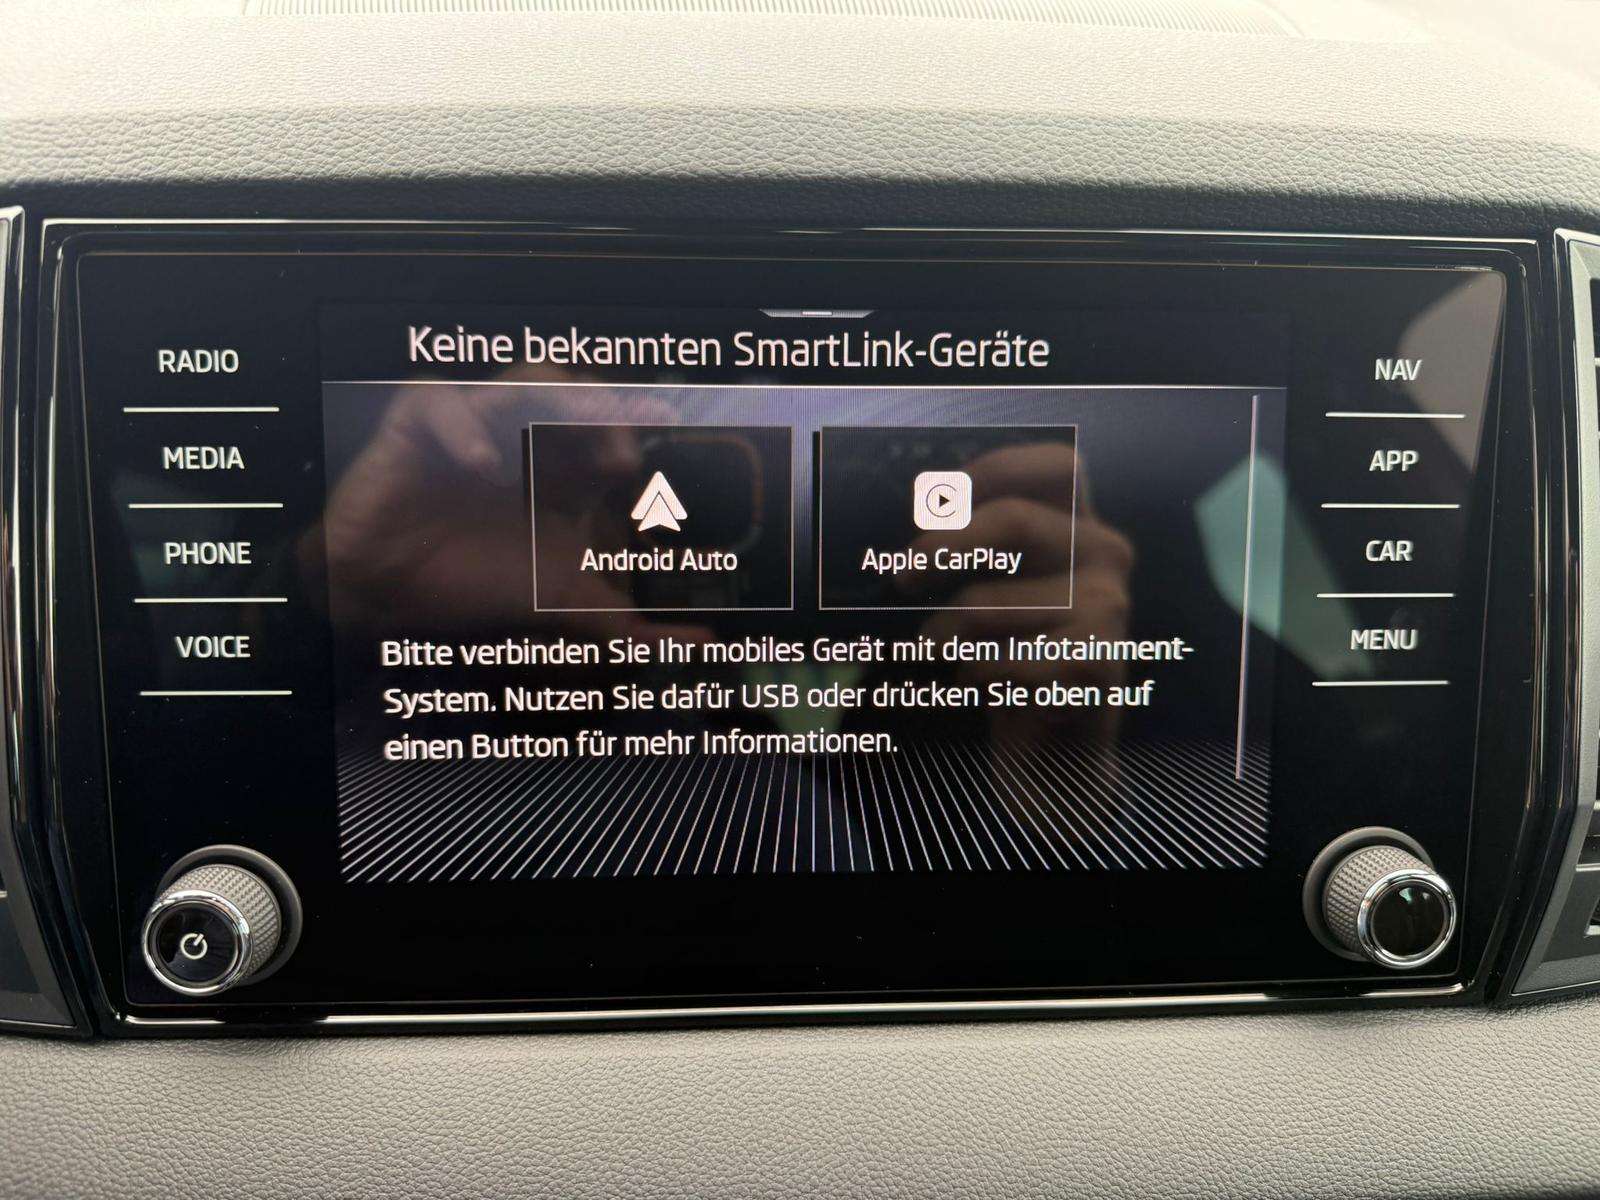 Keine bekannten SmartLink-Geräte
RADIO
MEDIA
PHONE
VOICE
Android Auto
Apple CarPlay
Bitte verbinden Sie Ihr mobiles Gerät mit dem Infotainment-
System. Nutzen Sie dafür USB oder drücken Sie oben auf
einen Button für mehr Informationen.
NAV
APP
CAR
MENU